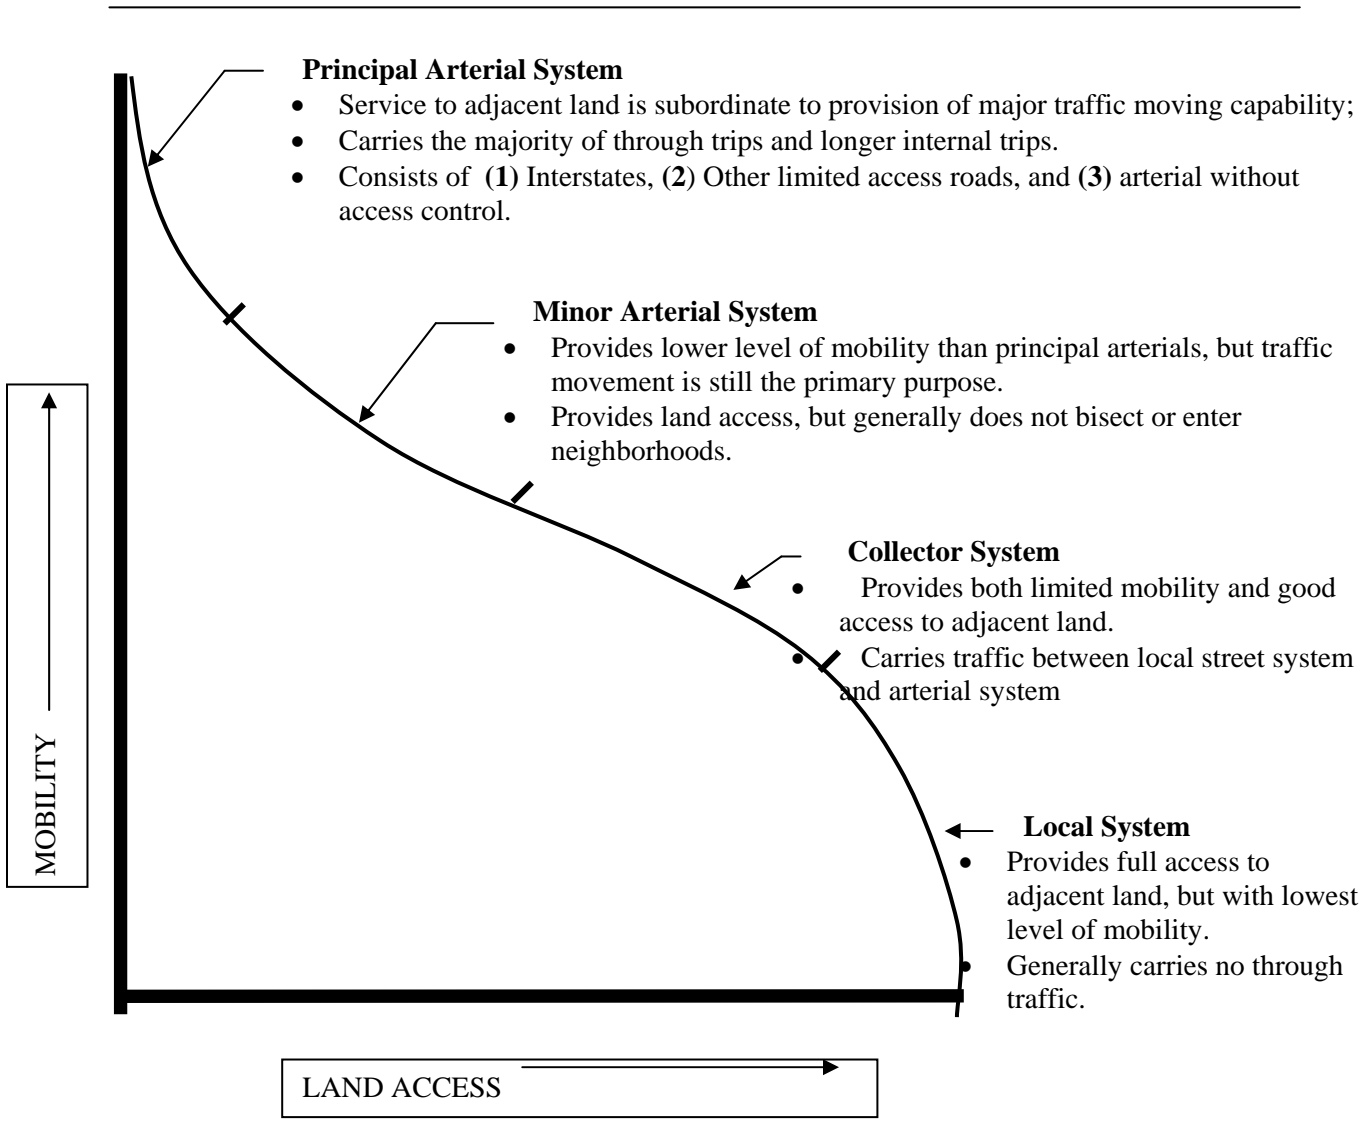 Principal Arterial System
• Service to adjacent land is subordinate to provision of major traffic moving capability;
• Carries the majority of through trips and longer internal trips.
• Consists of (1) Interstates, (2) Other limited access roads, and (3) arterial without
access control.
Minor Arterial System
• Provides lower level of mobility than principal arterials, but traffic
movement is still the primary purpose.
• Provides land access, but generally does not bisect or enter
neighborhoods.
Collector System
• Provides both limited mobility and good
access to adjacent land.
• Carries traffic between local street system
and arterial system
MOBILITY
Local System
• Provides full access to
adjacent land, but with lowest
level of mobility.
• Generally carries no through
traffic.
LAND ACCESS